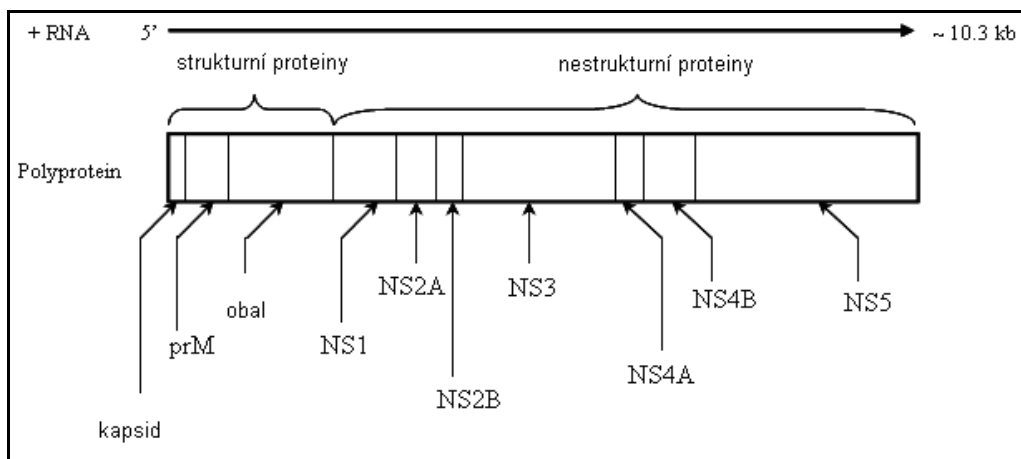 + RNA 5’ ~ 10.3 kb
strukturní proteiny nestrukturní proteiny
Polyprotein
NS2A NS3 NS4B NS5
obal
prM NS1 NS4A
NS2B
kapsid